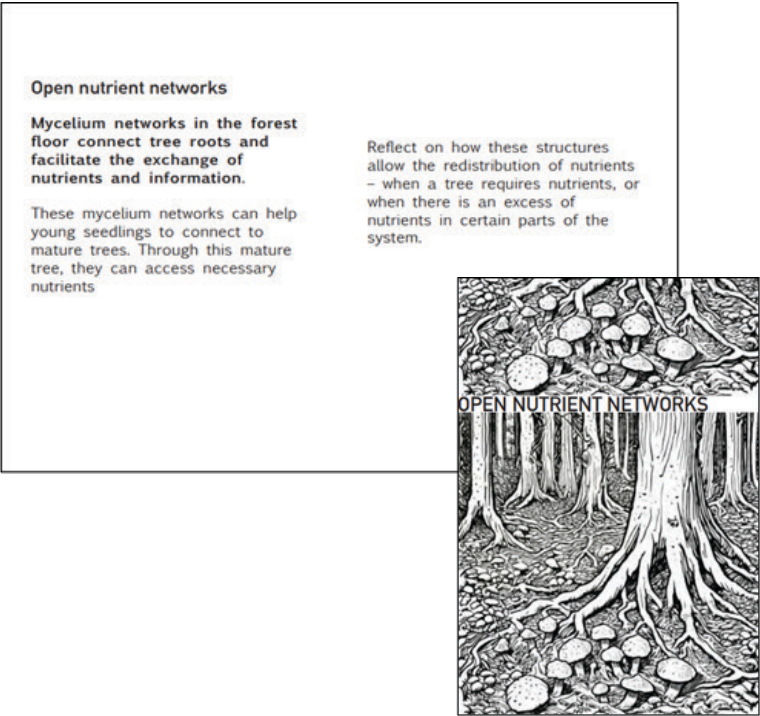 Open nutrient networks
Mycelium networks in the forest
floor connect tree roots and
facilitate the exchange of
nutrients and information.
These mycelium networks can help
young seedlings to connect to
mature trees. Through this mature
tree, they can access necessary
nutrients
Reflect on how these structures
allow the redistribution of nutrients
– when a tree requires nutrients, or
when there is an excess of
nutrients in certain parts of the
system.
OPEN NUTRIENT NETWORKS